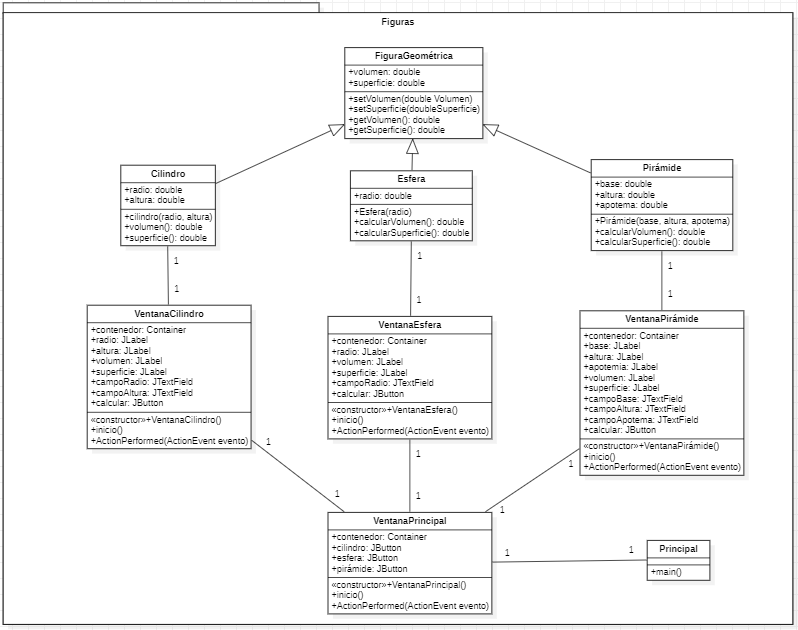 Figuras
FiguraGeométrica
+volumen: double
+superficie: double
+setVolumen(double Volumen)
+setSuperficie(doubleSuperficie)
+getVolumen(): double
+getSuperficie(): double
Cilindro
+radio: double
+altura: double
+cilindro(radio, altura)
+volumen(): double
+superficie(): double
Esfera
+radio: double
+Esfera(radio)
+calcularVolumen(): double
+calcularSuperficie(): double
Pirámide
+base: double
+altura: double
+apotema: double
+Pirámide(base, altura, apotema)
+calcularVolumen(): double
+calcularSuperficie(): double
1
1
1
1
1
1
VentanaCilindro
+contenedor: Container
+radio: JLabel
+altura: JLabel
+volumen: JLabel
+superficie: JLabel
+campoRadio: JTextField
+campoAltura: JTextField
+calcular: JButton
«constructor»+VentanaCilindro()
+inicio()
+ActionPerformed(ActionEvent evento)
VentanaEsfera
+contenedor: Container
+radio: JLabel
+volumen: JLabel
+superficie: JLabel
+campoRadio: JTextField
+calcular: JButton
«constructor»+VentanaEsfera()
+inicio()
+ActionPerformed(ActionEvent evento)
VentanaPirámide
+contenedor: Container
+base: JLabel
+altura: JLabel
+apotemia: JLabel
+volumen: JLabel
+superficie: JLabel
+campoBase: JTextField
+campoAltura: JTextField
+campoApotema: JTextField
+calcular: JButton
«constructor»+VentanaPirámide()
+inicio()
+ActionPerformed(ActionEvent evento)
1
1
1
1
1
1
VentanaPrincipal
+contenedor: Container
+cilindro: JButton
+esfera: JButton
+pirámide: JButton
«constructor»+VentanaPrincipal()
+inicio()
+ActionPerformed(ActionEvent evento)
1
1
Principal
+main()